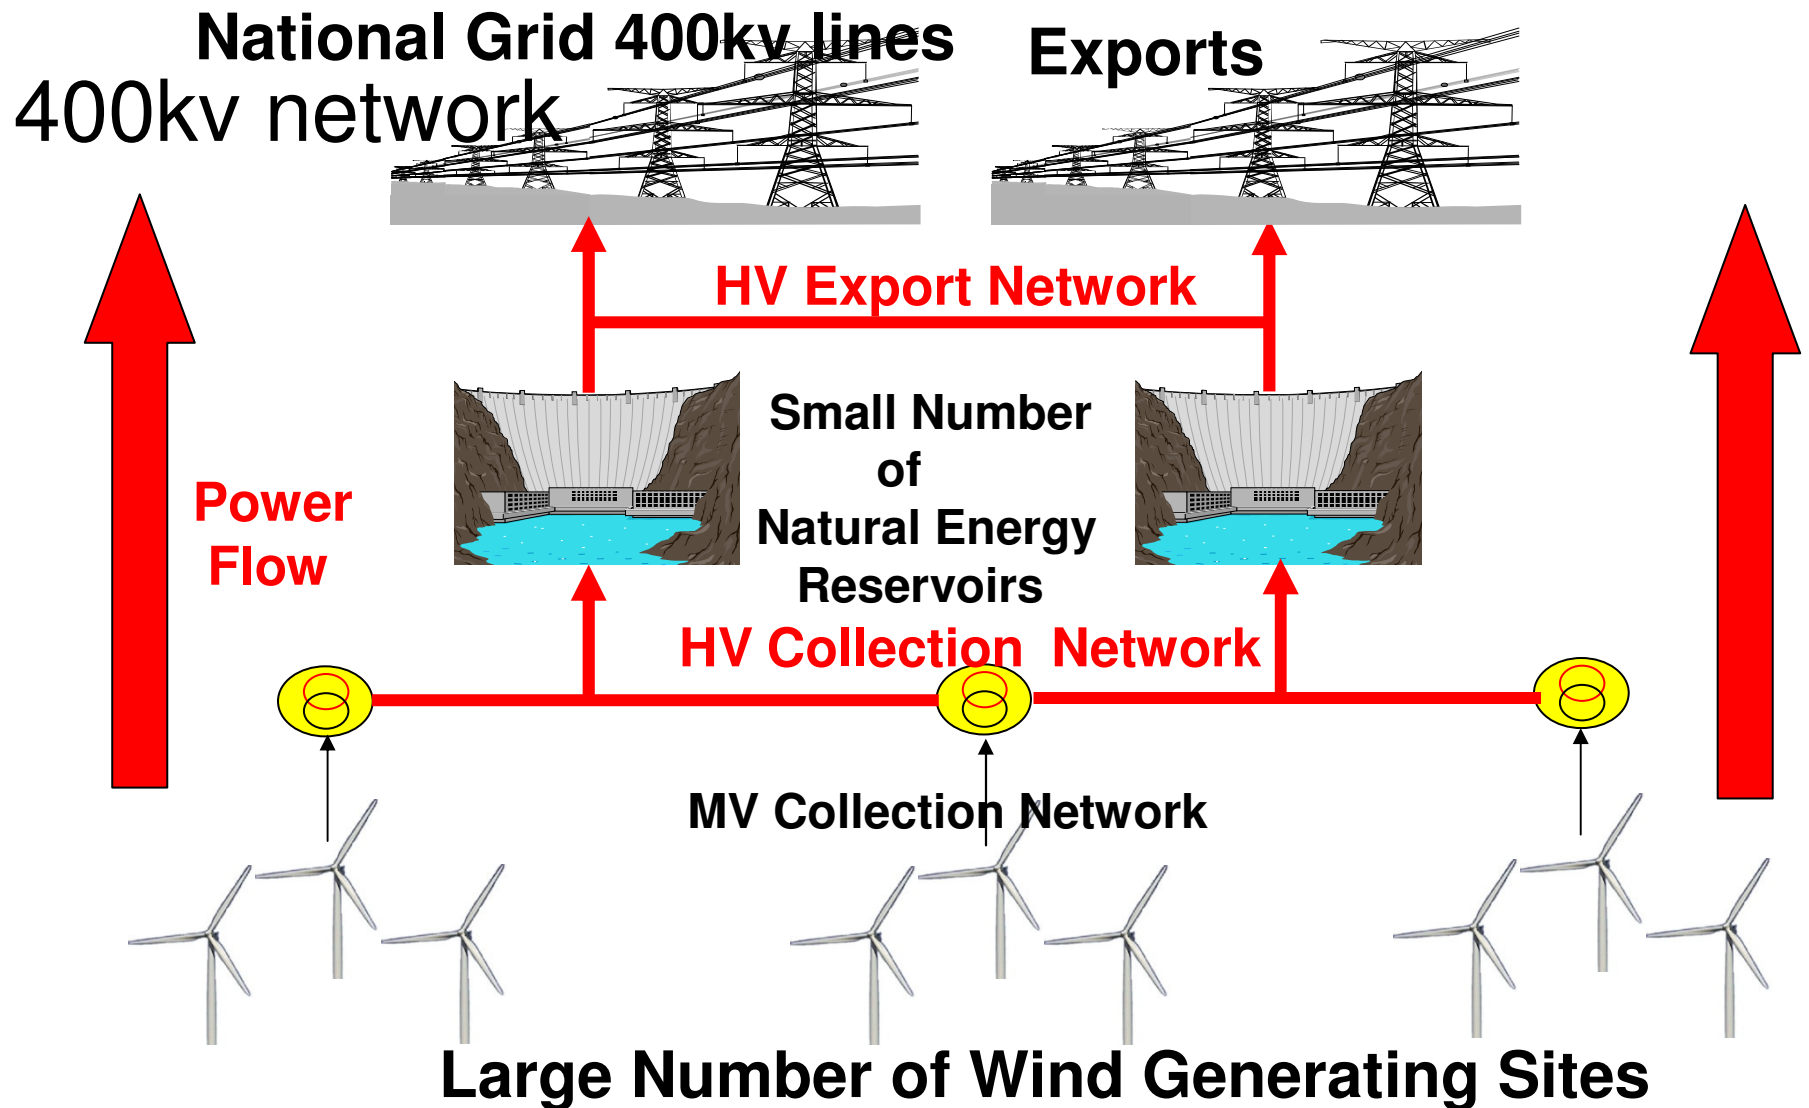 National Grid 400kv lines
400kv network
Exports
HV Export Network
Small Number
of
Natural Energy
Reservoirs
Power
Flow
HV Collection Network
MV Collection Network
Large Number of Wind Generating Sites